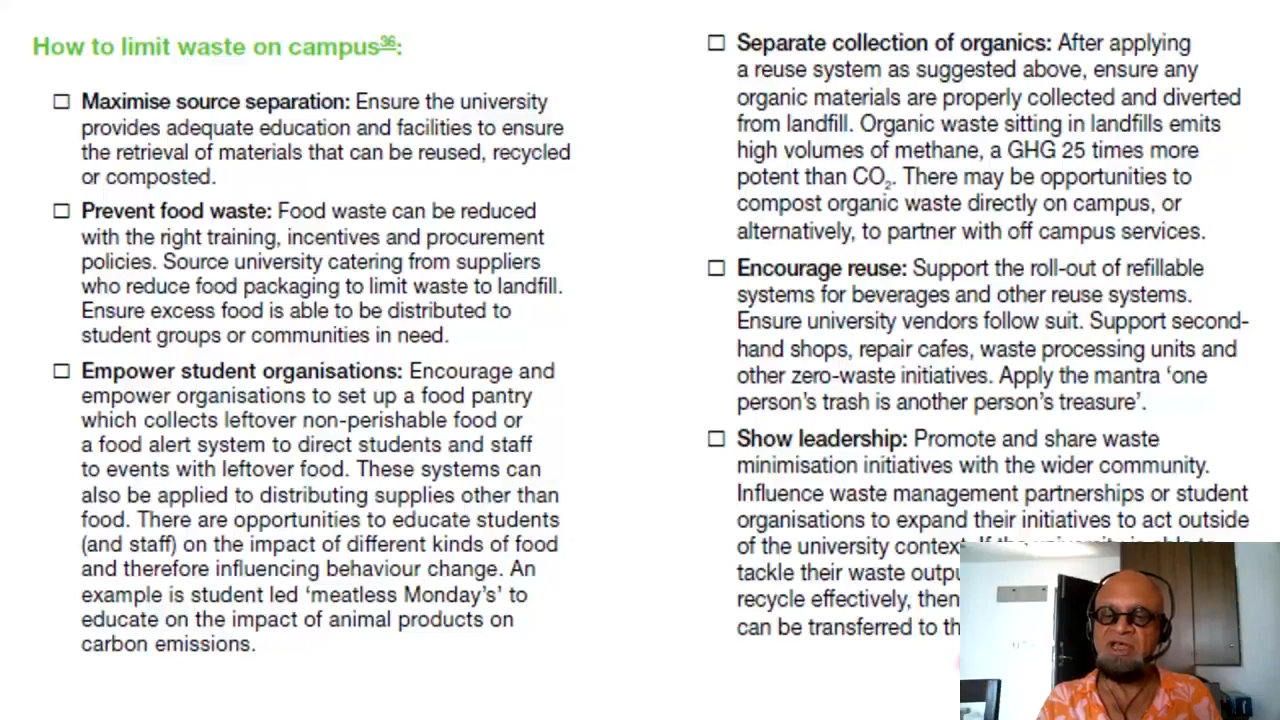 How to limit waste on campus36:
☐ Maximise source separation: Ensure the university
provides adequate education and facilities to ensure
the retrieval of materials that can be reused, recycled
or composted.
☐ Prevent food waste: Food waste can be reduced
with the right training, incentives and procurement
policies. Source university catering from suppliers
who reduce food packaging to limit waste to landfill.
Ensure excess food is able to be distributed to
student groups or communities in need.
☐ Empower student organisations: Encourage and
empower organisations to set up a food pantry
which collects leftover non-perishable food or
a food alert system to direct students and staff
to events with leftover food. These systems can
also be applied to distributing supplies other than
food. There are opportunities to educate students
(and staff) on the impact of different kinds of food
and therefore influencing behaviour change. An
example is student led ‘meatless Monday’s’ to
educate on the impact of animal products on
carbon emissions.
☐ Separate collection of organics: After applying
a reuse system as suggested above, ensure any
organic materials are properly collected and diverted
from landfill. Organic waste sitting in landfills emits
high volumes of methane, a GHG 25 times more
potent than CO2. There may be opportunities to
compost organic waste directly on campus, or
alternatively, to partner with off campus services.
☐ Encourage reuse: Support the roll-out of refillable
systems for beverages and other reuse systems.
Ensure university vendors follow suit. Support second-
hand shops, repair cafes, waste processing units and
other zero-waste initiatives. Apply the mantra ‘one
person’s trash is another person’s treasure’.
☐ Show leadership: Promote and share waste
minimisation initiatives with the wider community.
Influence waste management partnerships or student
organisations to expand their initiatives to act outside
of the university context.
tackle their waste
recycle effectively,
can be transferred to